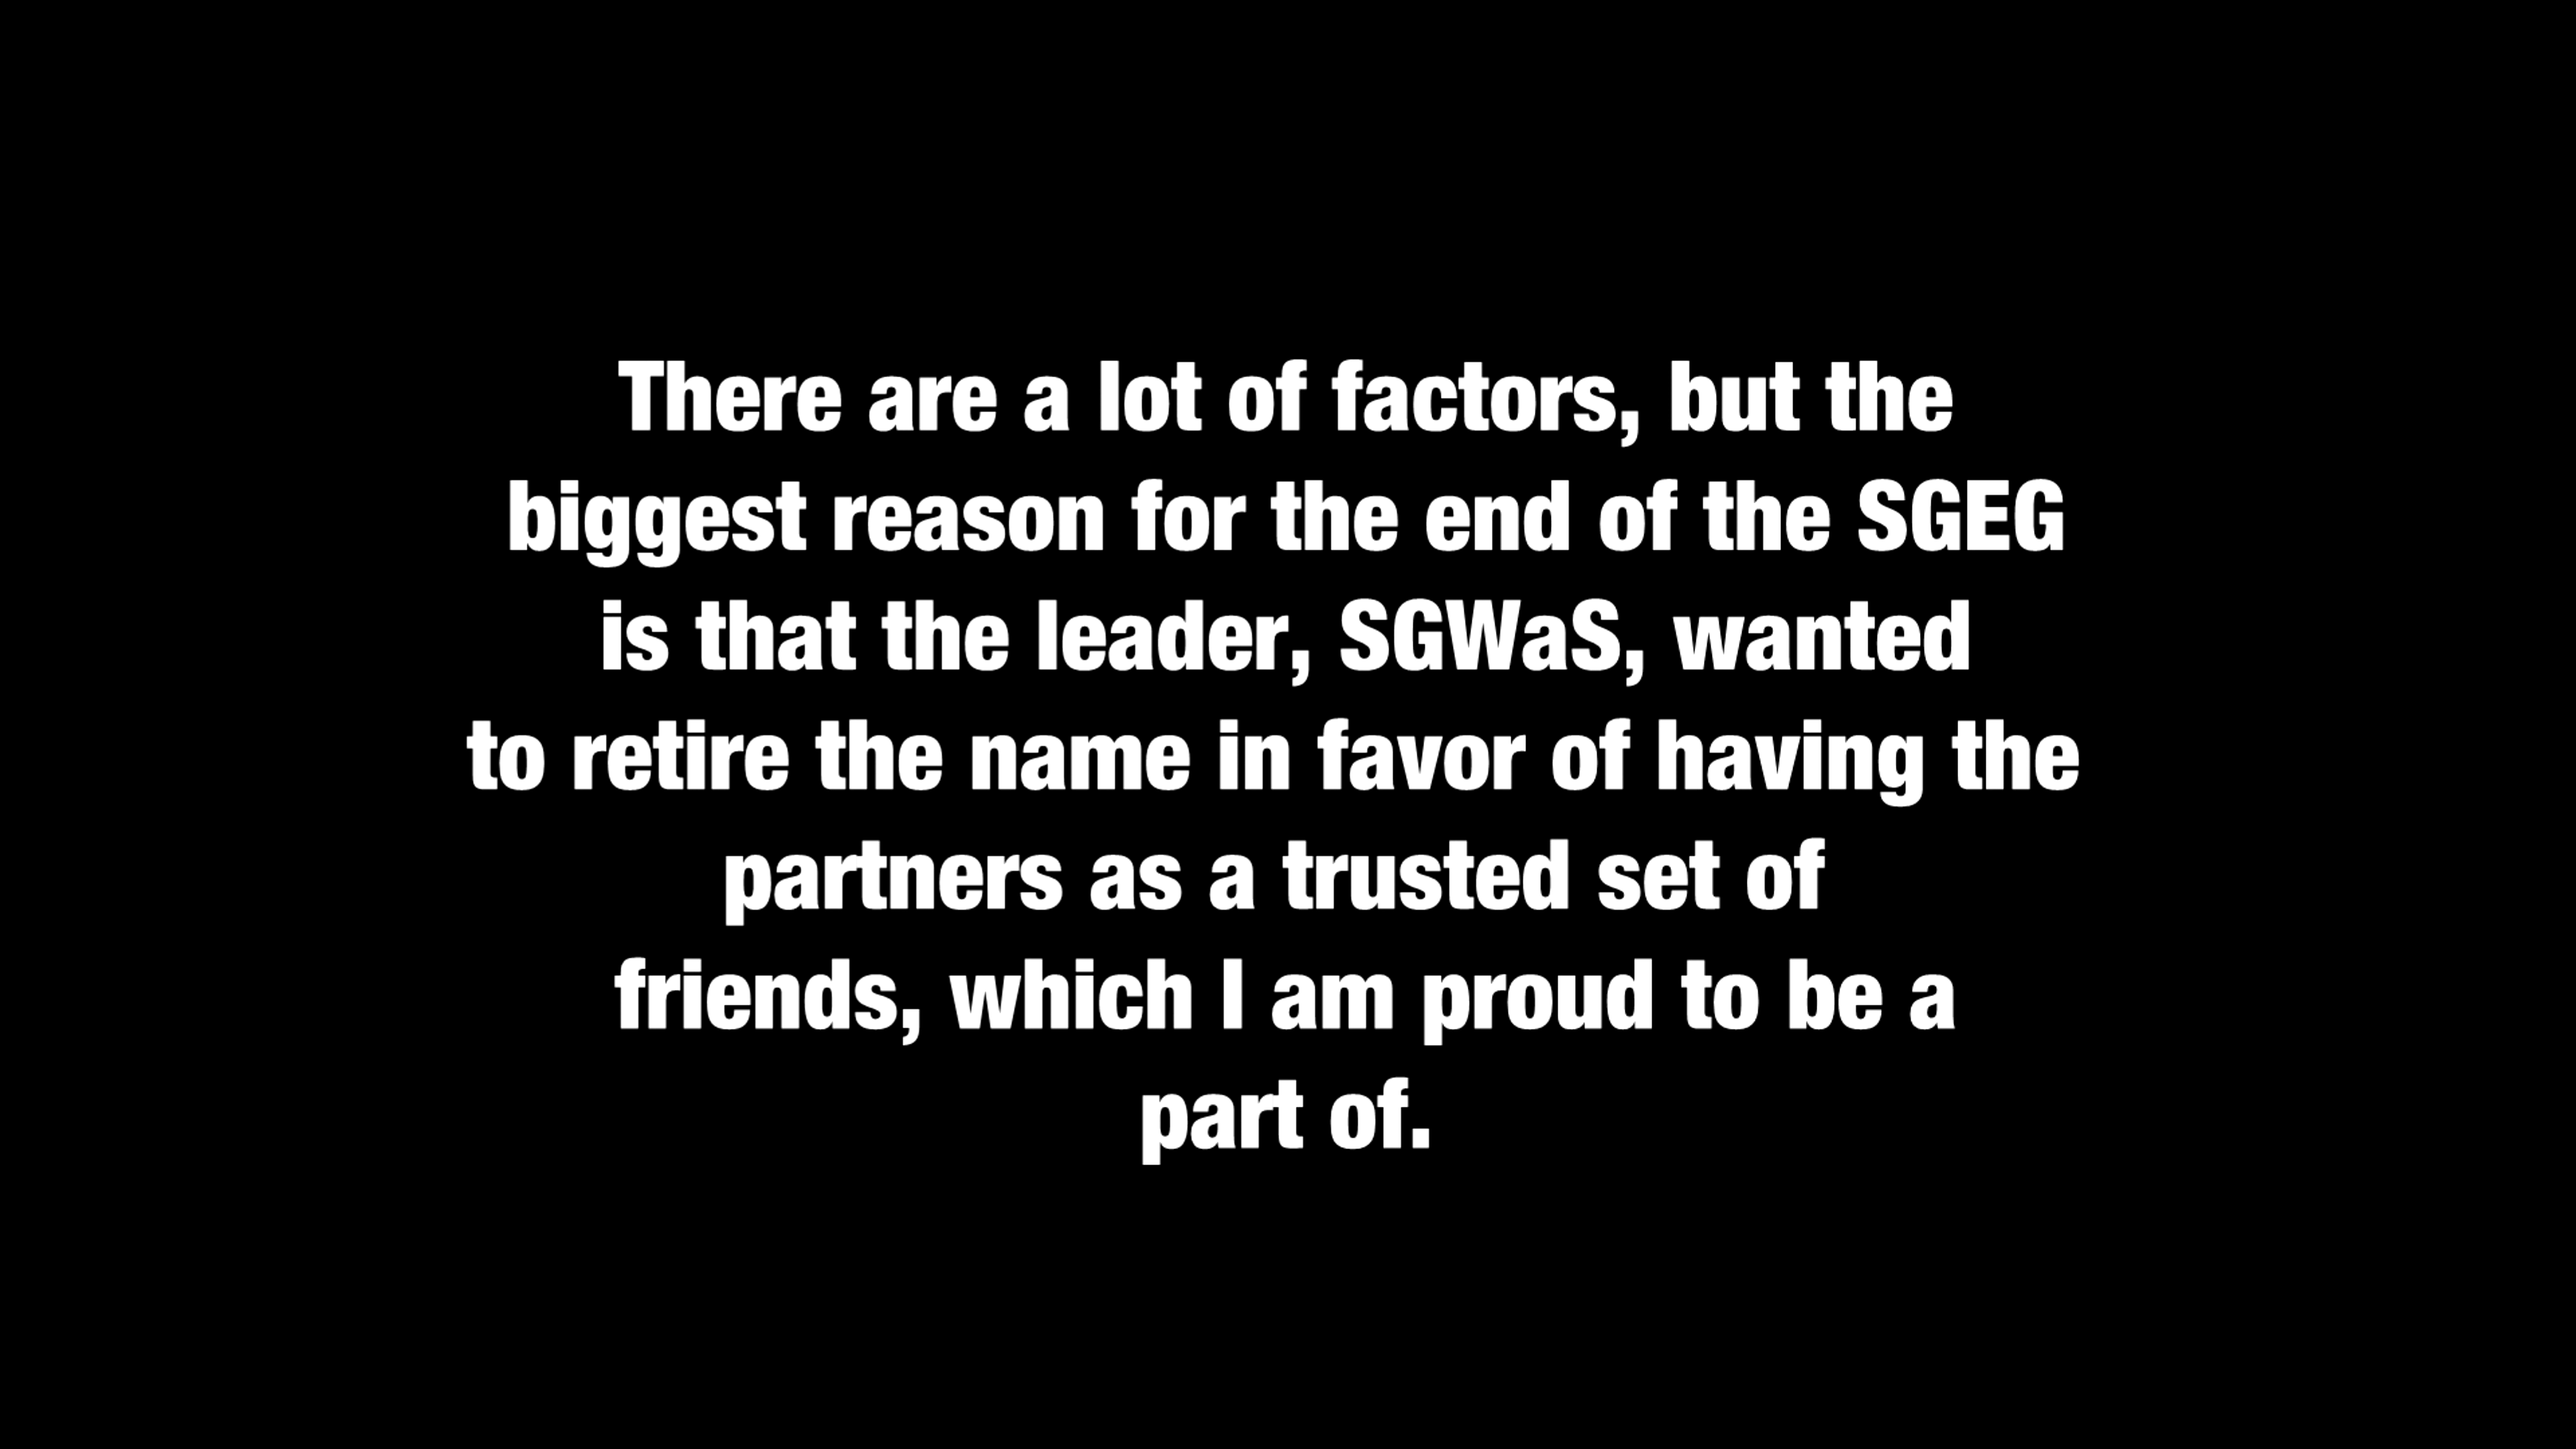 There are a lot of factors, but the
biggest reason for the end of the SGEG
is that the leader, SGWaS, wanted
to retire the name in favor of having the
partners as a trusted set of
friends, which I am proud to be a
part of.